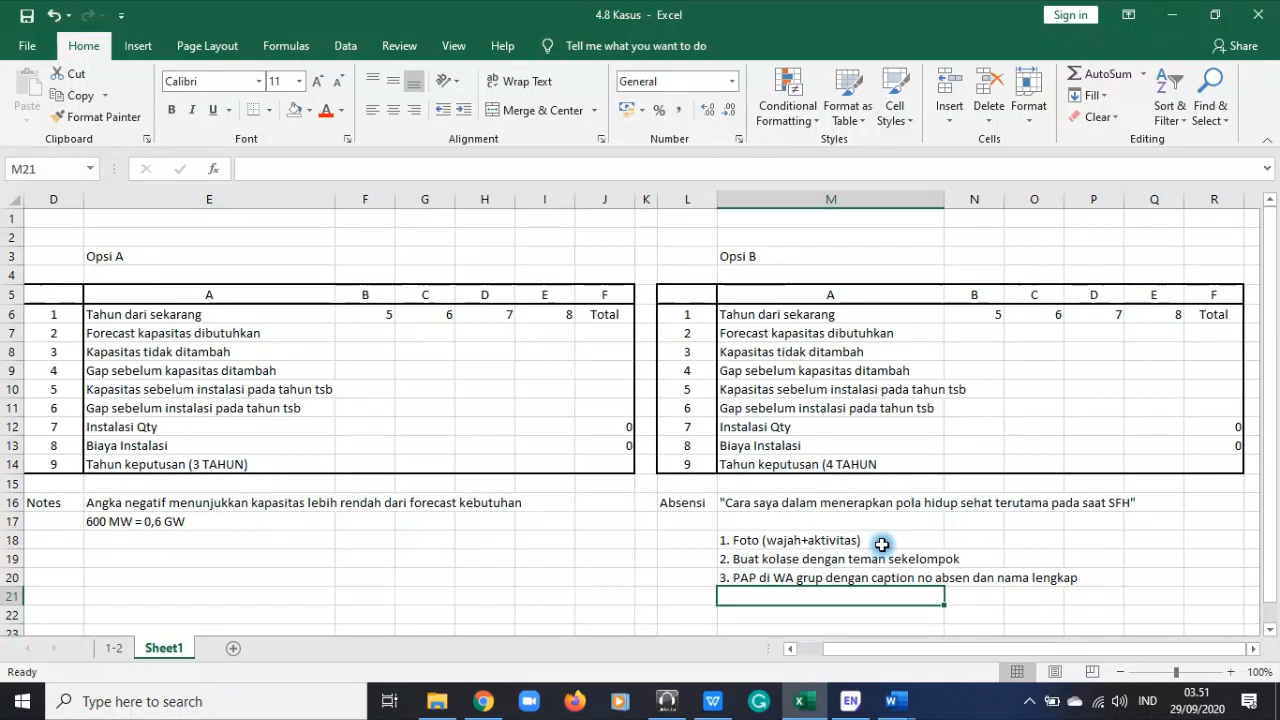 4.8 Kasus - Excel
Sign in
File Home Insert Page Layout Formulas Data Review View Help Tell me what you want to do Share
Paste Cut Copy Format Painter
Calibri 11
B I U A
Wrap Text
Merge & Center
General
Conditional Formatting Format as Table Cell Styles
Insert Delete Format
AutoSum Fill Clear
Sort & Filter Find & Select
Clipboard Font Alignment Number Styles Cells Editing
M21 fx
D E F G H I J K L M N O P Q R
1
2
3 Opsi A Opsi B
4
5 A B C D E F A B C D E F
6 1 Tahun dari sekarang 5 6 7 8 Total 1 Tahun dari sekarang 5 6 7 8 Total
7 2 Forecast kapasitas dibutuhkan 2 Forecast kapasitas dibutuhkan
8 3 Kapasitas tidak ditambah 3 Kapasitas tidak ditambah
9 4 Gap sebelum kapasitas ditambah 4 Gap sebelum kapasitas ditambah
10 5 Kapasitas sebelum instalasi pada tahun tsb 5 Kapasitas sebelum instalasi pada tahun tsb
11 6 Gap sebelum instalasi pada tahun tsb 6 Gap sebelum instalasi pada tahun tsb
12 7 Instalasi Qty 0 7 Instalasi Qty 0
13 8 Biaya Instalasi 0 8 Biaya Instalasi 0
14 9 Tahun keputusan (3 TAHUN) 9 Tahun keputusan (4 TAHUN
15
16 Notes Angka negatif menunjukkan kapasitas lebih rendah dari forecast kebutuhan Absensi "Cara saya dalam menerapkan pola hidup sehat terutama pada saat SFH"
17 600 MW = 0,6 GW
18 1. Foto (wajah+aktivitas)
19 2. Buat kolase dengan teman sekelompok
20 3. PAP di WA grup dengan caption no absen dan nama lengkap
21
22
23
1-2 Sheet1
Ready 100%
Type here to search
EN
IND
03.51
29/09/2020